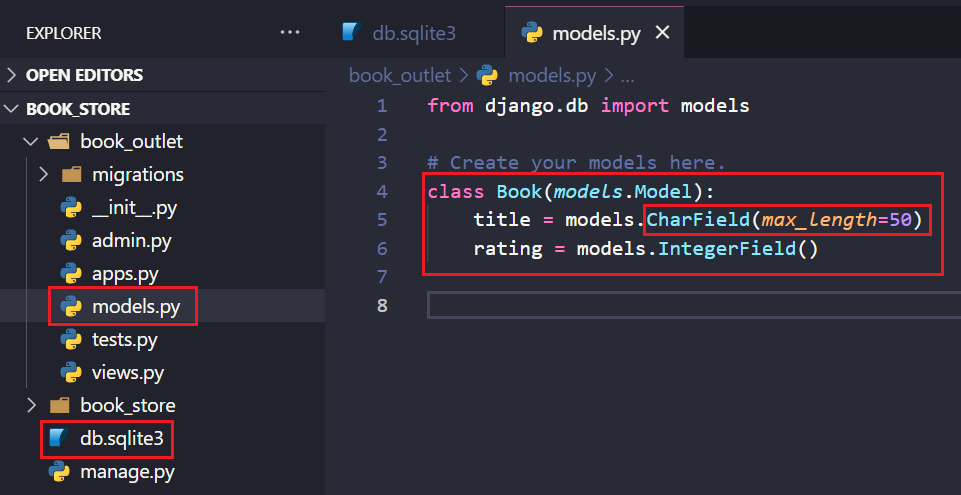 EXPLORER
...
OPEN EDITORS
BOOK_STORE
book_outlet
migrations
__init__.py
admin.py
apps.py
models.py
tests.py
views.py
book_store
db.sqlite3
manage.py
db.sqlite3
models.py
book_outlet > models.py > ...
1 from django.db import models
2
3 # Create your models here.
4 class Book(models.Model):
5     title = models.CharField(max_length=50)
6     rating = models.IntegerField()
7
8